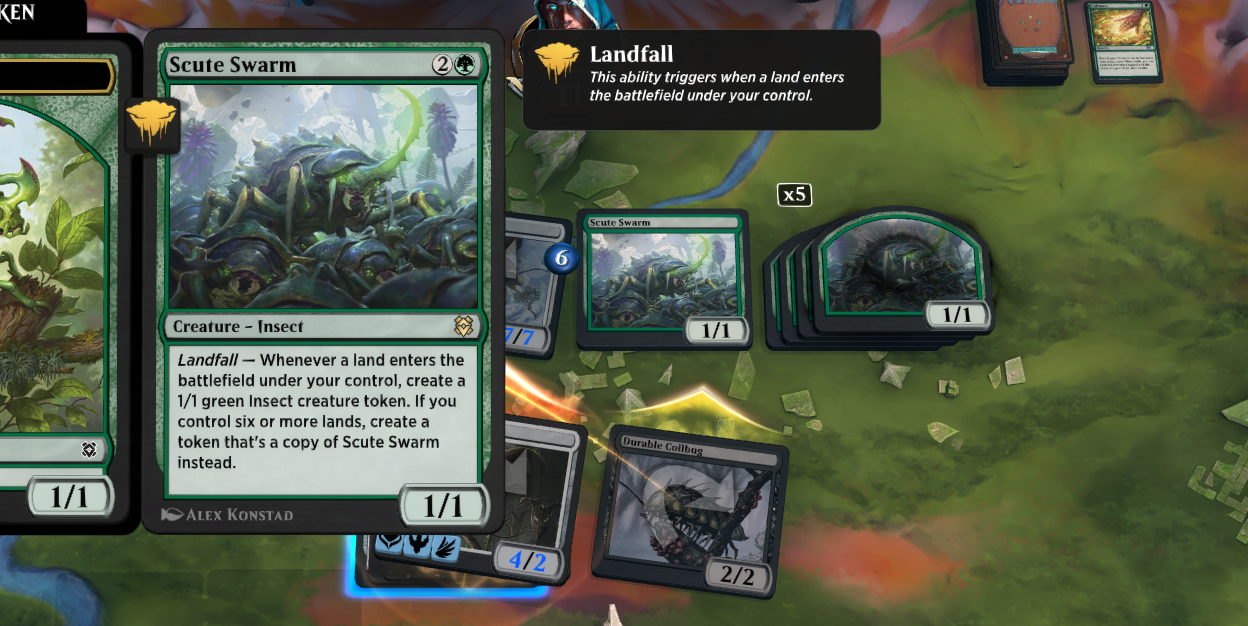 KEN
Scute Swarm
2
Landfall
This ability triggers when a land enters
the battlefield under your control.
x5
6
Scute Swarm
7/7
1/1
1/1
Creature – Insect
Landfall — Whenever a land enters the
battlefield under your control, create a
1/1 green Insect creature token. If you
control six or more lands, create a
token that's a copy of Scute Swarm
instead.
1/1
1/1
ALEX KONSTAD
Durable Coilbug
4/2
2/2